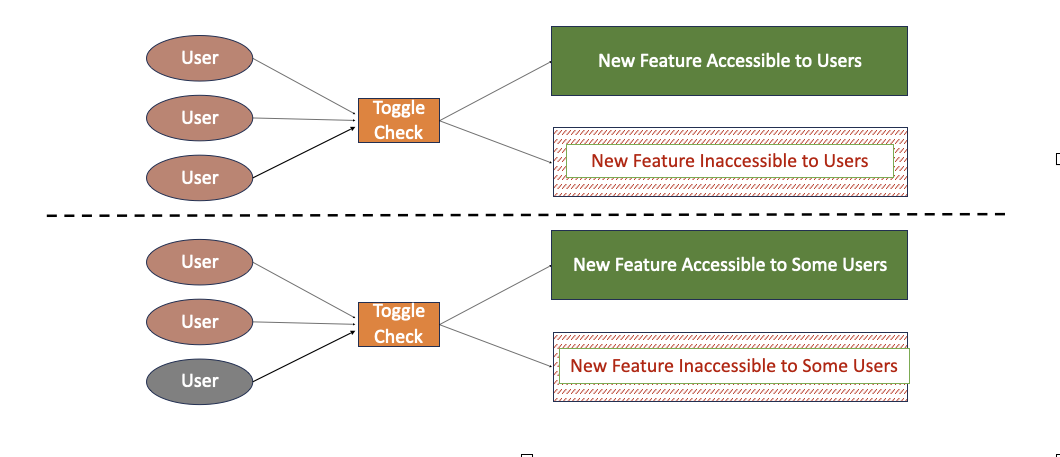 User
User
User
Toggle
Check
New Feature Accessible to Users
New Feature Inaccessible to Users
User
User
User
Toggle
Check
New Feature Accessible to Some Users
New Feature Inaccessible to Some Users